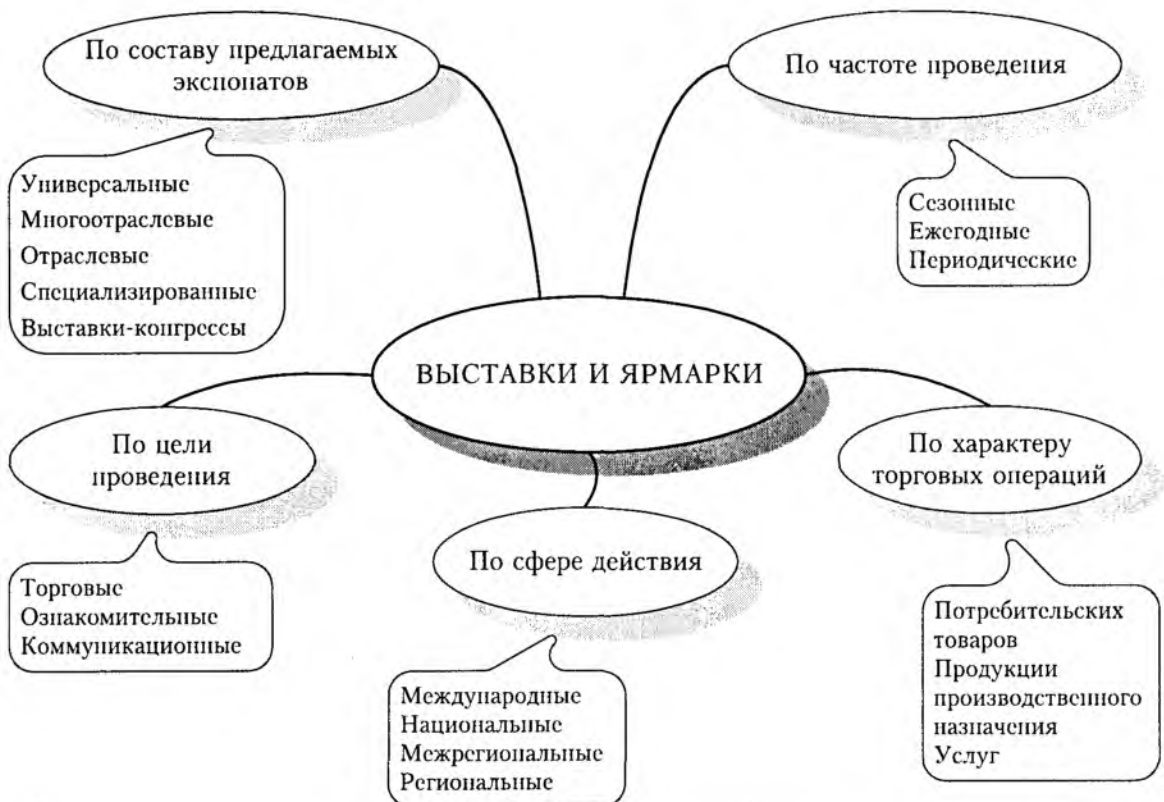 По составу предлагаемых
экспонатов
По частоте проведения
Универсальные
Многоотраслевые
Отраслевые
Специализированные
Выставки-конгрессы
Сезонные
Ежегодные
Периодические
ВЫСТАВКИ И ЯРМАРКИ
По цели
проведения
По характеру
торговых операций
По сфере действия
Торговые
Ознакомительные
Коммуникационные
Международные
Национальные
Межрегиональные
Региональные
Потребительских
товаров
Продукции
производственного
назначения
Услуг